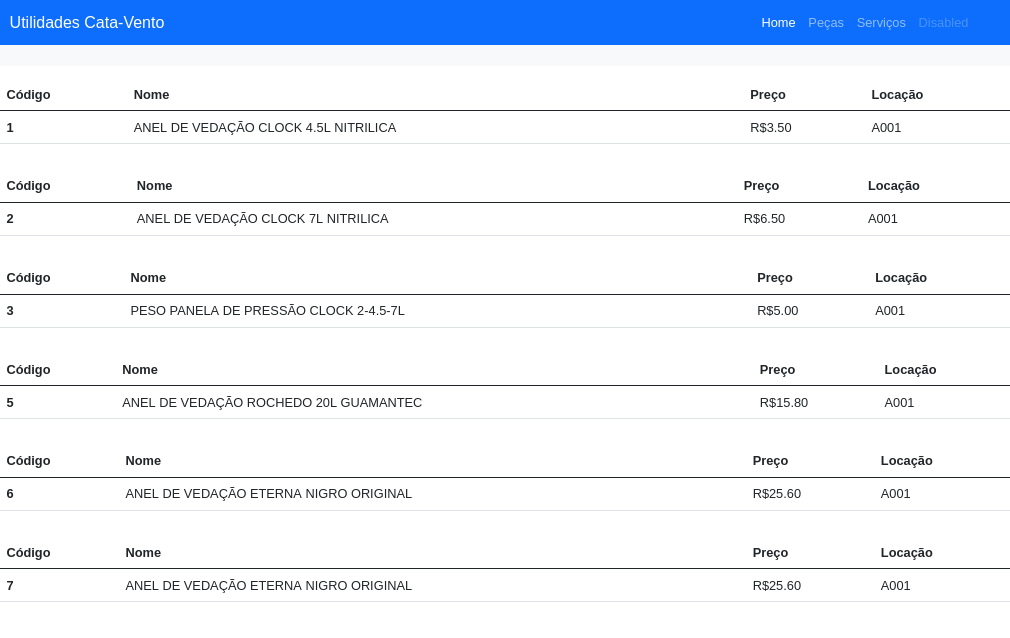 Utilidades Cata-Vento Home Peças Serviços Disabled
Código Nome Preço Locação
1 ANEL DE VEDAÇÃO CLOCK 4.5L NITRILICA R$3.50 A001
Código Nome Preço Locação
2 ANEL DE VEDAÇÃO CLOCK 7L NITRILICA R$6.50 A001
Código Nome Preço Locação
3 PESO PANELA DE PRESSÃO CLOCK 2-4.5-7L R$5.00 A001
Código Nome Preço Locação
5 ANEL DE VEDAÇÃO ROCHEDO 20L GUAMANTEC R$15.80 A001
Código Nome Preço Locação
6 ANEL DE VEDAÇÃO ETERNA NIGRO ORIGINAL R$25.60 A001
Código Nome Preço Locação
7 ANEL DE VEDAÇÃO ETERNA NIGRO ORIGINAL R$25.60 A001